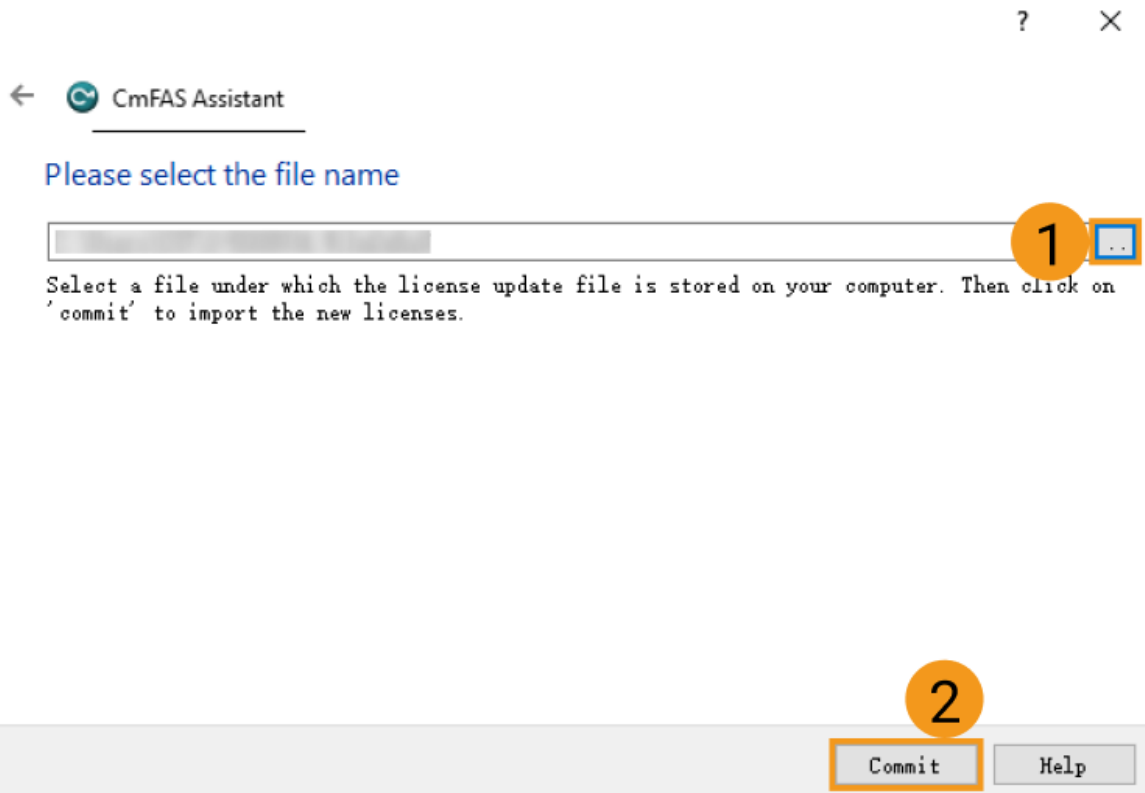 ?
CmFAS Assistant
Please select the file name
1
..
Select a file under which the license update file is stored on your computer. Then click on
'commit' to import the new licenses.
2
Commit
Help